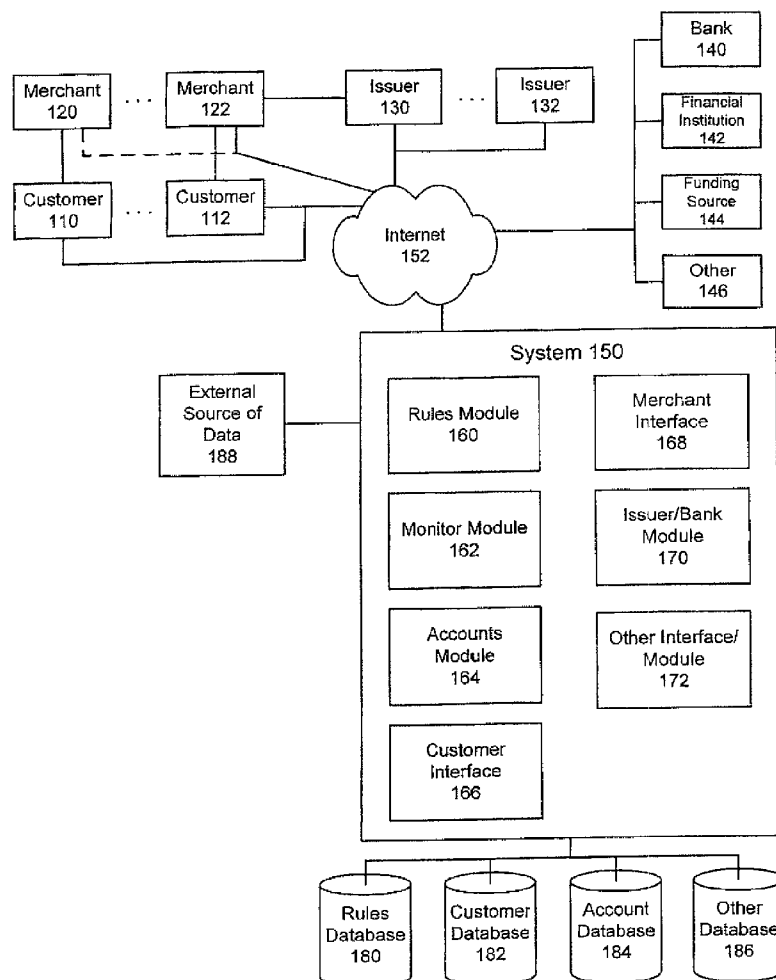 Bank
140
Merchant
120
. . .
Merchant
122
Issuer
130
. . .
Issuer
132
Financial
Institution
142
Customer
110
. . .
Customer
112
Funding
Source
144
Internet
152
Other
146
System 150
External
Source of
Data
188
Rules Module
160
Merchant
Interface
168
Monitor Module
162
Issuer/Bank
Module
170
Accounts
Module
164
Other Interface/
Module
172
Customer
Interface
166
Rules
Database
180
Customer
Database
182
Account
Database
184
Other
Database
186